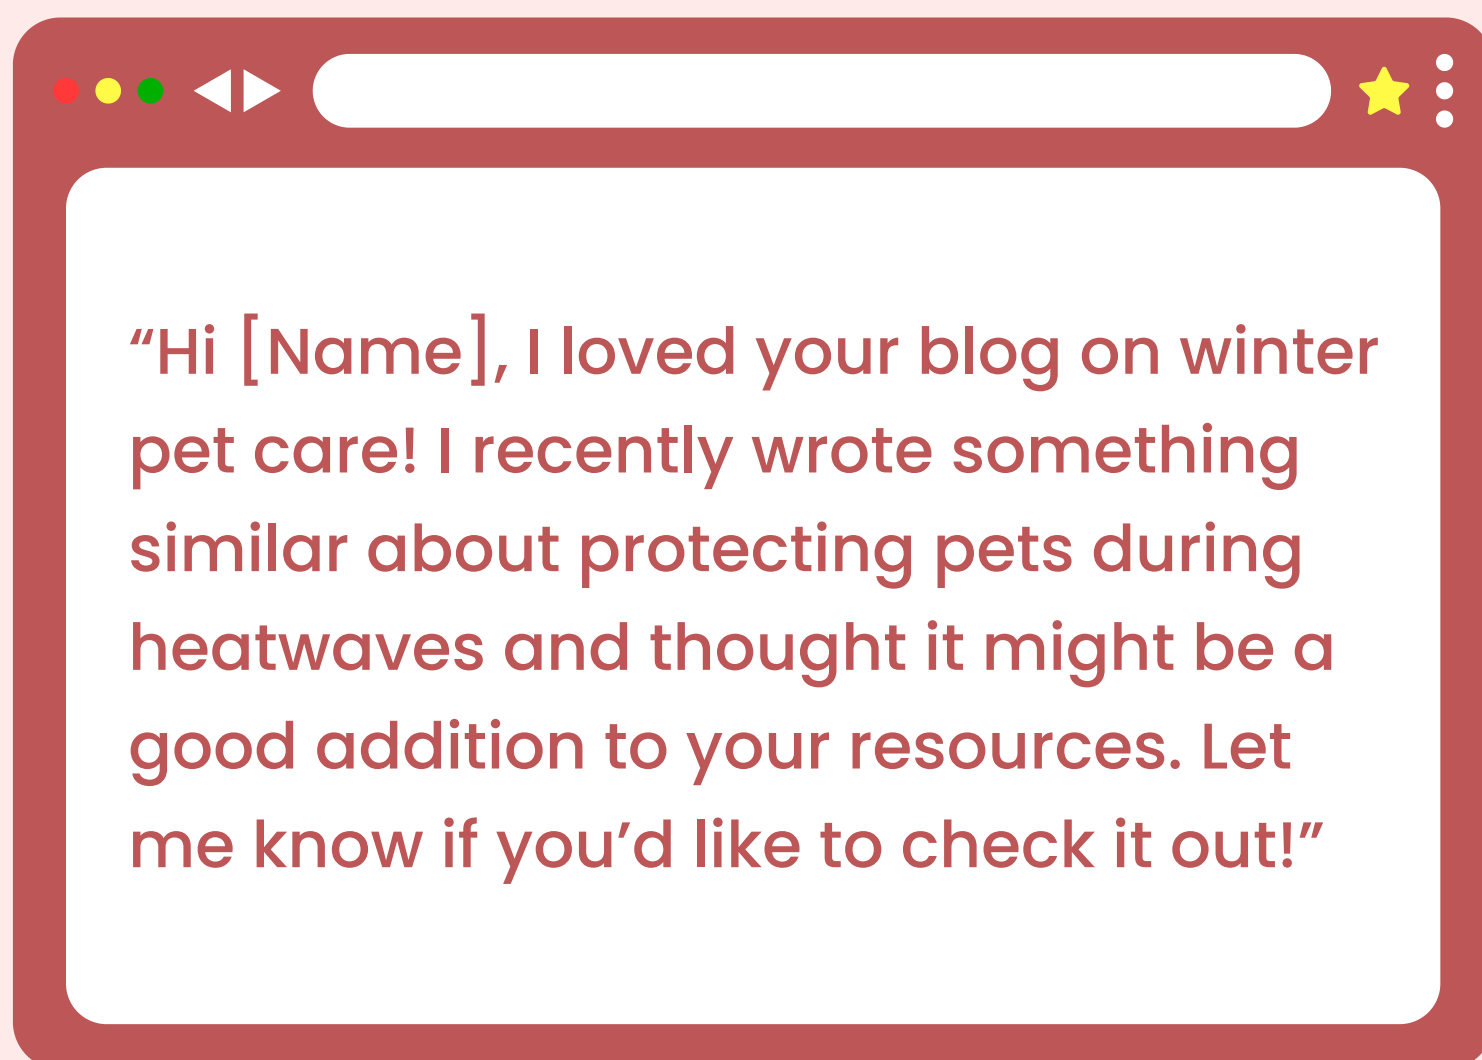 “Hi [Name], I loved your blog on winter
pet care! I recently wrote something
similar about protecting pets during
heatwaves and thought it might be a
good addition to your resources. Let
me know if you’d like to check it out!”